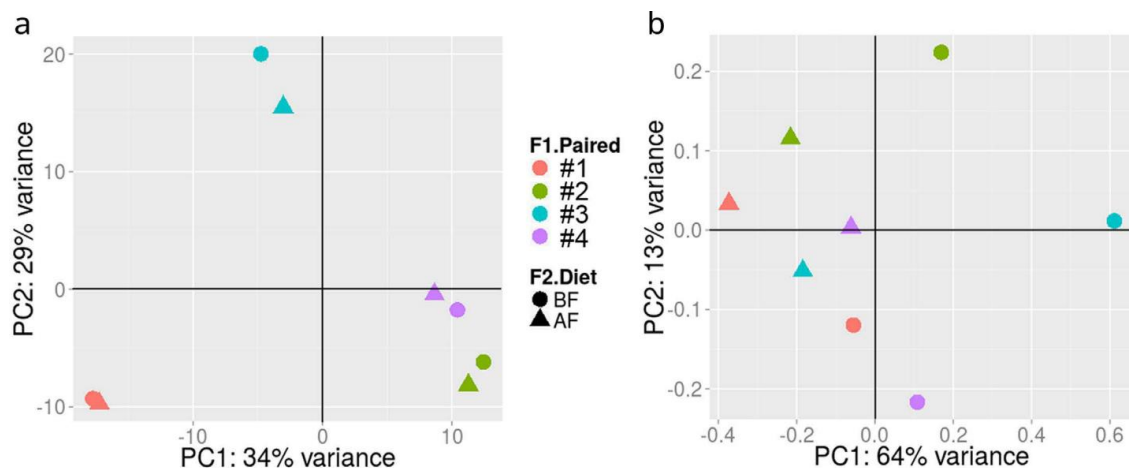 a
20
10
0
-10
PC2: 29% variance
-10
0
10
PC1: 34% variance
F1.Paired
#1
#2
#3
#4
F2.Diet
BF
AF
b
0.2
0.1
0.0
-0.1
-0.2
PC2: 13% variance
-0.4
-0.2
0.0
0.2
0.4
0.6
PC1: 64% variance